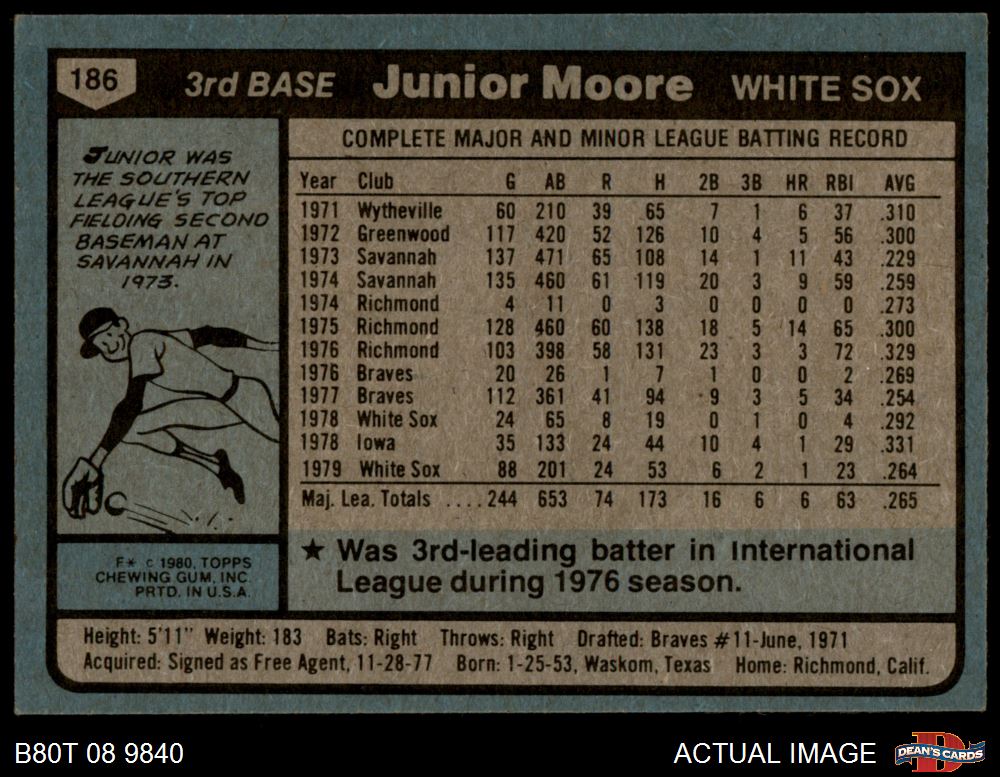 186 3rd BASE Junior Moore WHITE SOX
JUNIOR WAS
THE SOUTHERN
LEAGUE'S TOP
FIELDING SECOND
BASEMAN AT
SAVANNAH IN
1973.
F* © 1980, TOPPS
CHEWING GUM, INC.
PRTD. IN U.S.A.
COMPLETE MAJOR AND MINOR LEAGUE BATTING RECORD
Year Club G AB R H 2B 3B HR RBI AVG
1971 Wytheville 60 210 39 65 7 1 6 37 .310
1972 Greenwood 117 420 52 126 10 4 5 56 .300
1973 Savannah 137 471 65 108 14 1 11 43 .229
1974 Savannah 135 460 61 119 20 3 9 59 .259
1974 Richmond 4 11 0 3 0 0 0 0 .273
1975 Richmond 128 460 60 138 18 5 14 65 .300
1976 Richmond 103 398 58 131 23 3 3 72 .329
1976 Braves 20 26 1 7 1 0 0 2 .269
1977 Braves 112 361 41 94 9 3 5 34 .254
1978 White Sox 24 65 8 19 0 1 0 4 .292
1978 Iowa 35 133 24 44 10 4 1 29 .331
1979 White Sox 88 201 24 53 6 2 1 23 .264
Maj. Lea. Totals ....244 653 74 173 16 6 6 63 .265
★ Was 3rd-leading batter in International
League during 1976 season.
Height: 5'11" Weight: 183 Bats: Right Throws: Right Drafted: Braves #11-June, 1971
Acquired: Signed as Free Agent, 11-28-77 Born: 1-25-53, Waskom, Texas Home: Richmond, Calif.
B80T 08 9840 ACTUAL IMAGE D DEAN'S CARDS